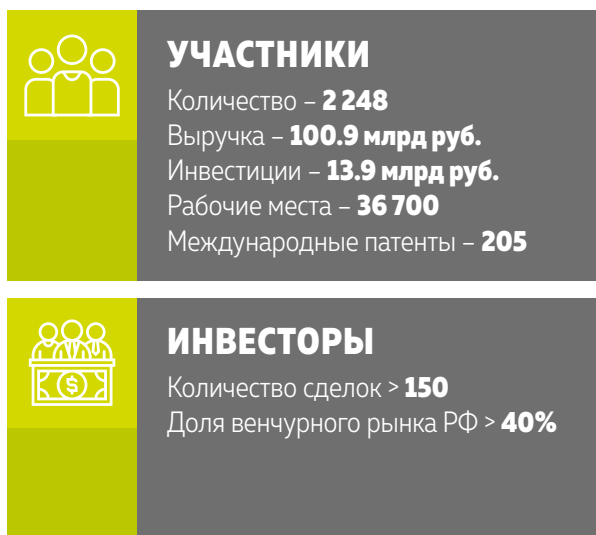 УЧАСТНИКИ
Количество – 2 248
Выручка – 100.9 млрд руб.
Инвестиции – 13.9 млрд руб.
Рабочие места – 36 700
Международные патенты – 205
ИНВЕСТОРЫ
Количество сделок > 150
Доля венчурного рынка РФ > 40%